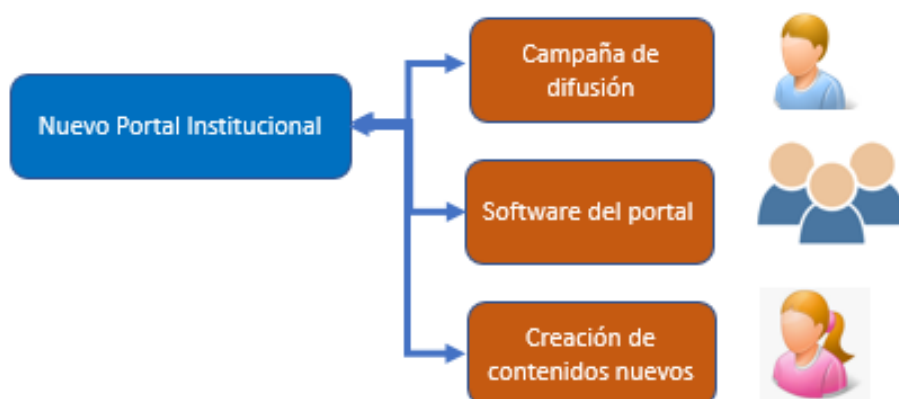 Nuevo Portal Institucional
Campaña de
difusión
Software del portal
Creación de
contenidos nuevos